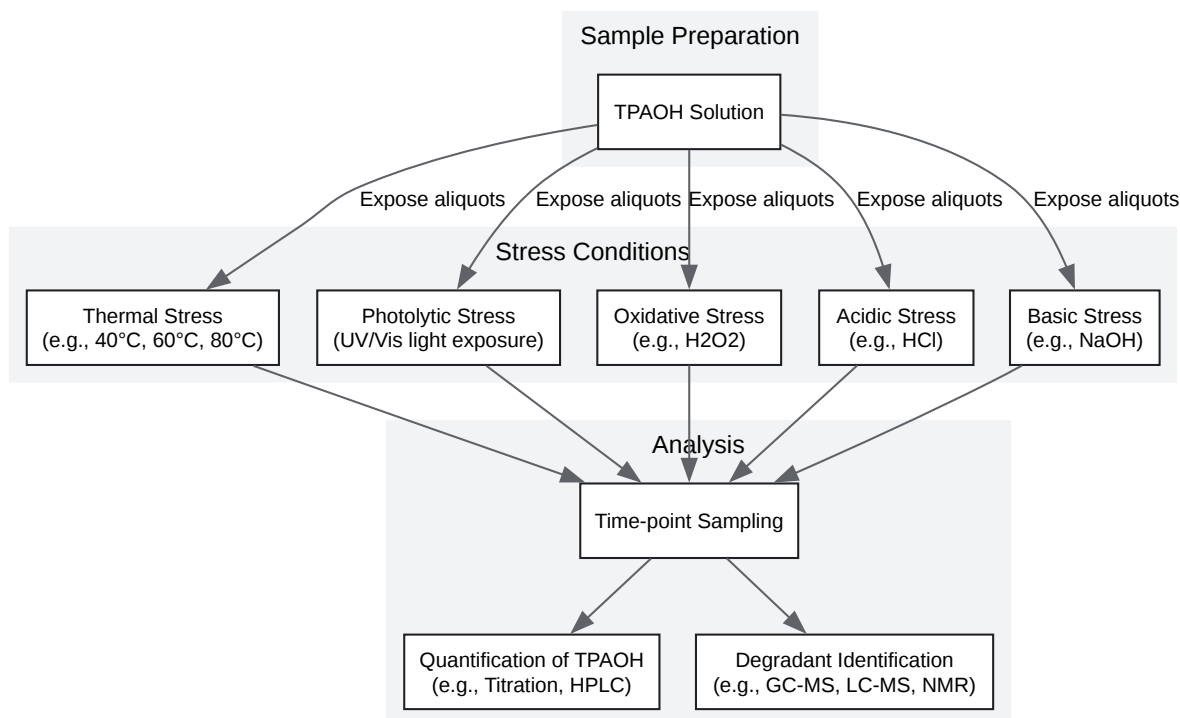 Sample Preparation
TPAOH Solution
Expose aliquots
Expose aliquots
Expose aliquots
Expose aliquots
Expose aliquots
Stress Conditions
Thermal Stress
(e.g., 40°C, 60°C, 80°C)
Photolytic Stress
(UV/Vis light exposure)
Oxidative Stress
(e.g., H2O2)
Acidic Stress
(e.g., HCl)
Basic Stress
(e.g., NaOH)
Analysis
Time-point Sampling
Quantification of TPAOH
(e.g., Titration, HPLC)
Degradant Identification
(e.g., GC-MS, LC-MS, NMR)